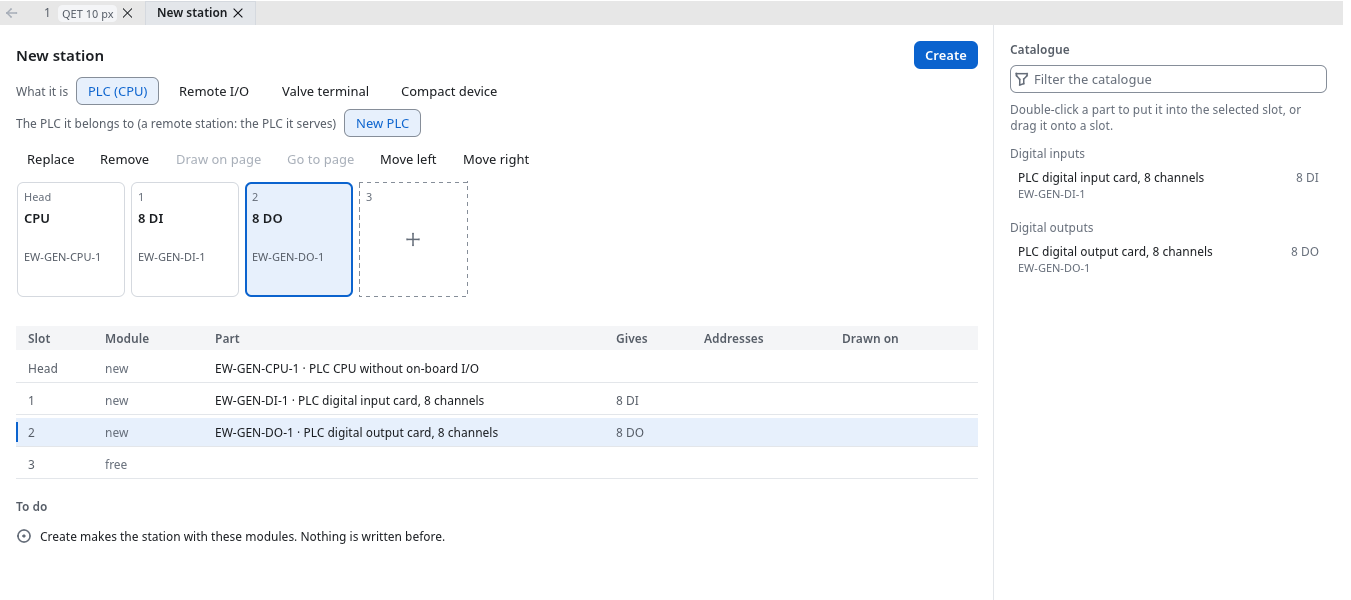 1 QET 10 px New station
New station
Create
What it is PLC (CPU) Remote I/O Valve terminal Compact device
The PLC it belongs to (a remote station: the PLC it serves) New PLC
Replace Remove Draw on page Go to page Move left Move right
Head
CPU
EW-GEN-CPU-1
1
8 DI
EW-GEN-DI-1
2
8 DO
EW-GEN-DO-1
3
Slot Module Part Gives Addresses Drawn on
Head new EW-GEN-CPU-1 · PLC CPU without on-board I/O
1 new EW-GEN-DI-1 · PLC digital input card, 8 channels 8 DI
2 new EW-GEN-DO-1 · PLC digital output card, 8 channels 8 DO
3 free
To do
Create makes the station with these modules. Nothing is written before.
Catalogue
Filter the catalogue
Double-click a part to put it into the selected slot, or
drag it onto a slot.
Digital inputs
PLC digital input card, 8 channels 8 DI
EW-GEN-DI-1
Digital outputs
PLC digital output card, 8 channels 8 DO
EW-GEN-DO-1